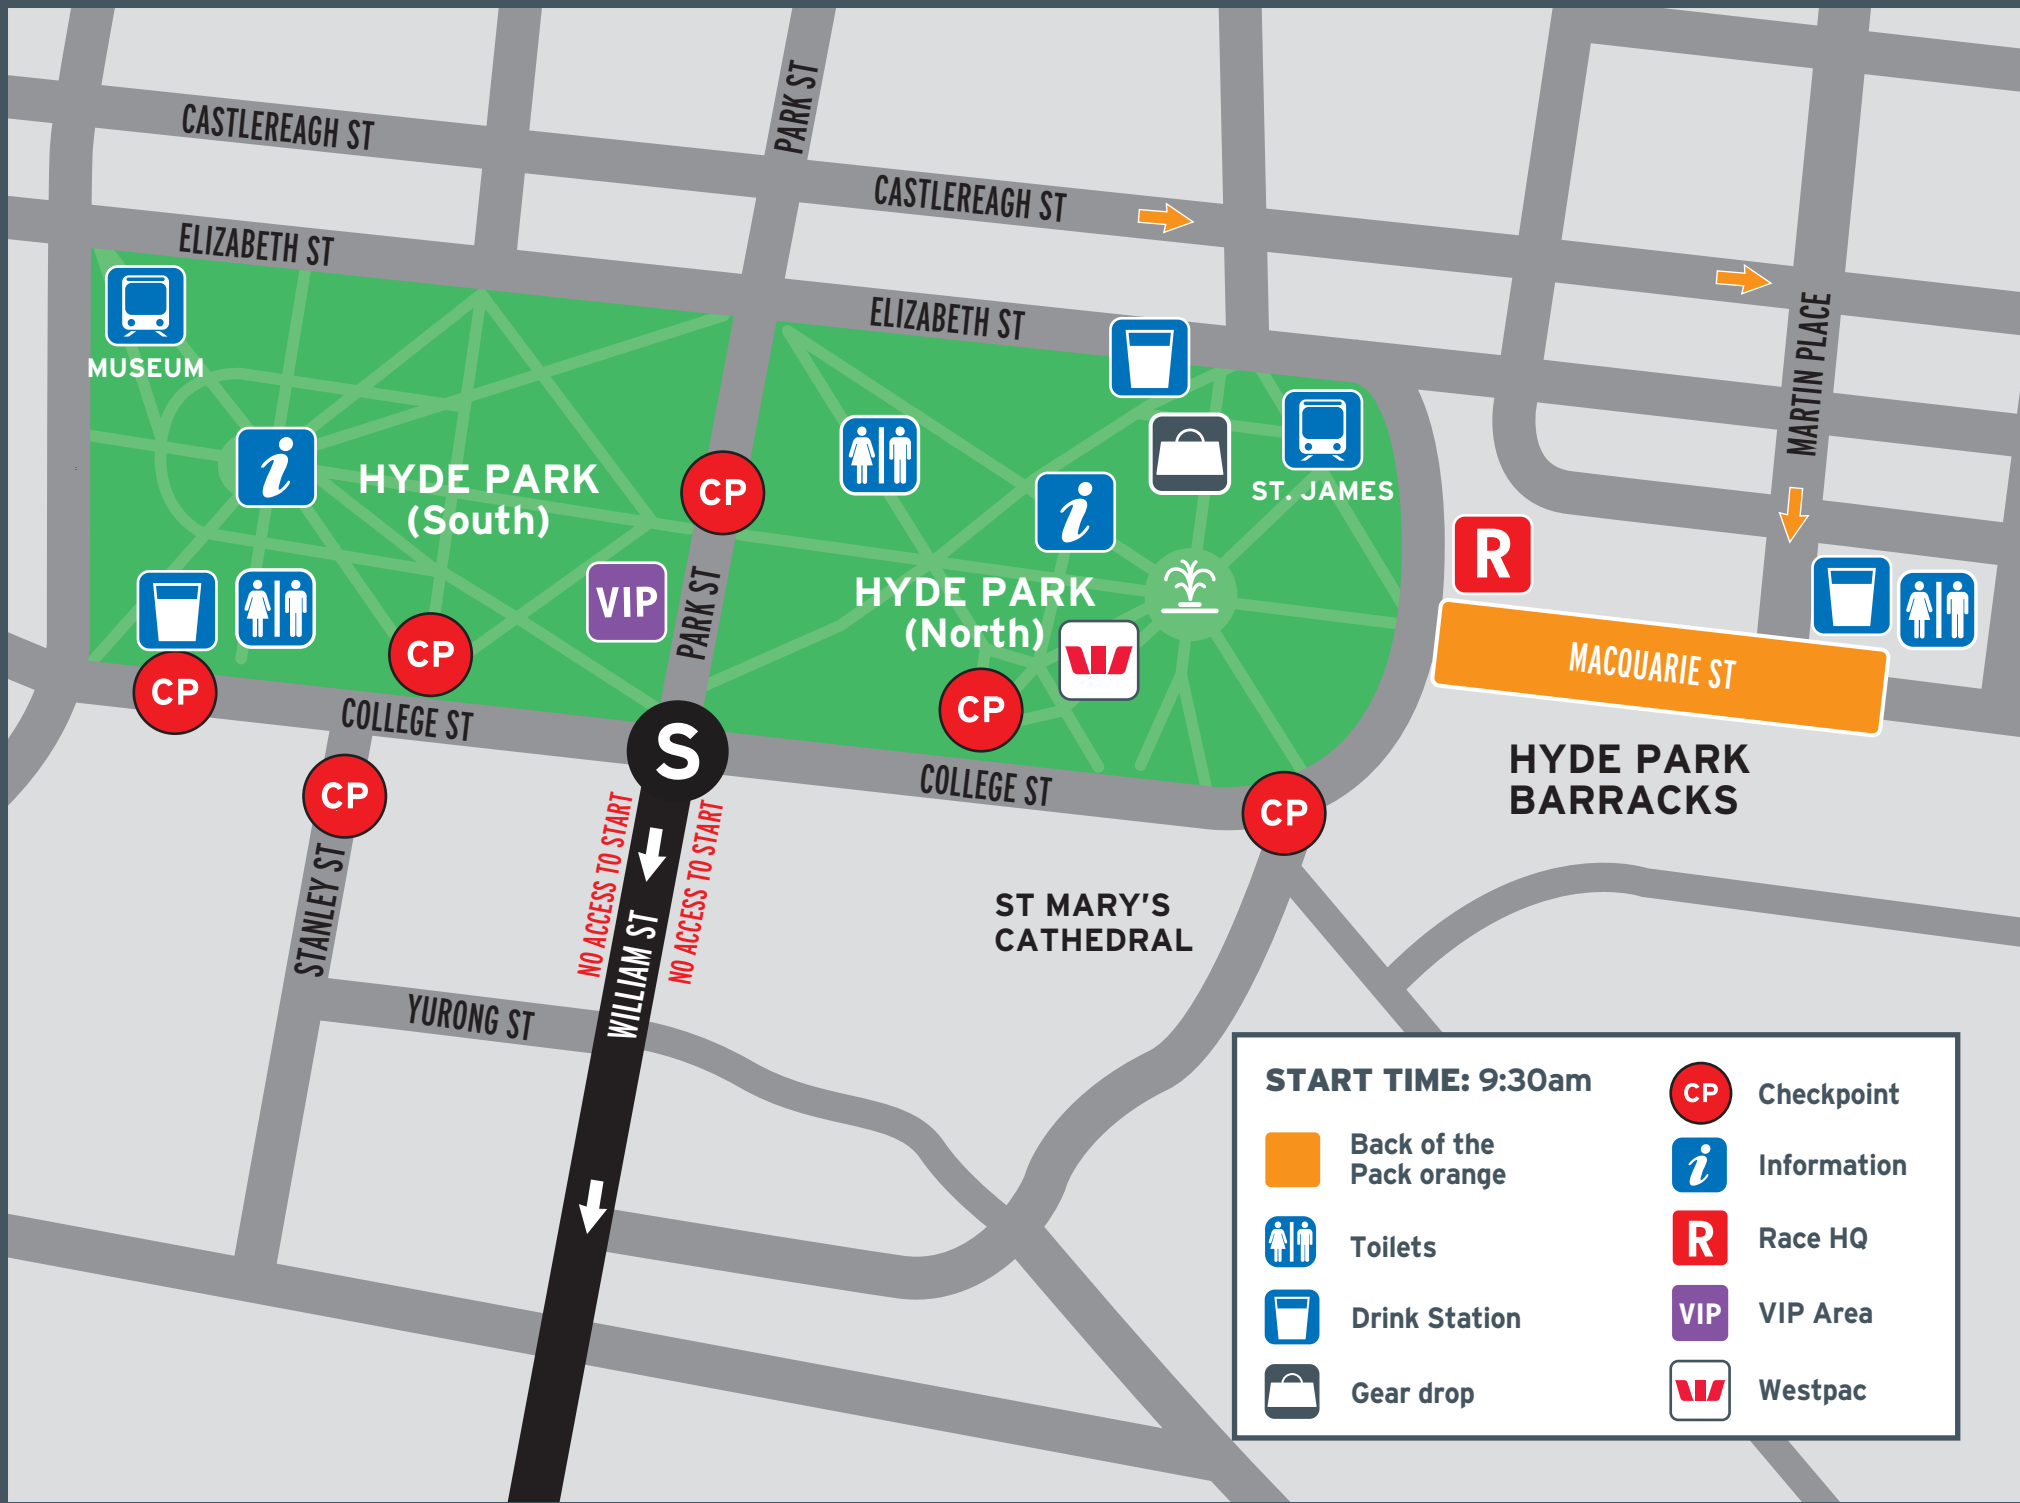 PARK ST
CASTLEREAGH ST
CASTLEREAGH ST
ELIZABETH ST
ELIZABETH ST
MARTIN PLACE
MUSEUM
HYDE PARK
(South)
CP
ST. JAMES
R
VIP
PARK ST
HYDE PARK
(North)
CP
CP
CP
MACQUARIE ST
COLLEGE ST
S
COLLEGE ST
HYDE PARK
BARRACKS
CP
CP
NO ACCESS TO START
NO ACCESS TO START
STANLEY ST
WILLIAM ST
ST MARY'S
CATHEDRAL
YURONG ST
START TIME: 9:30am
Back of the
Pack orange
Toilets
Drink Station
Gear drop
CP Checkpoint
i Information
R Race HQ
VIP VIP Area
Westpac